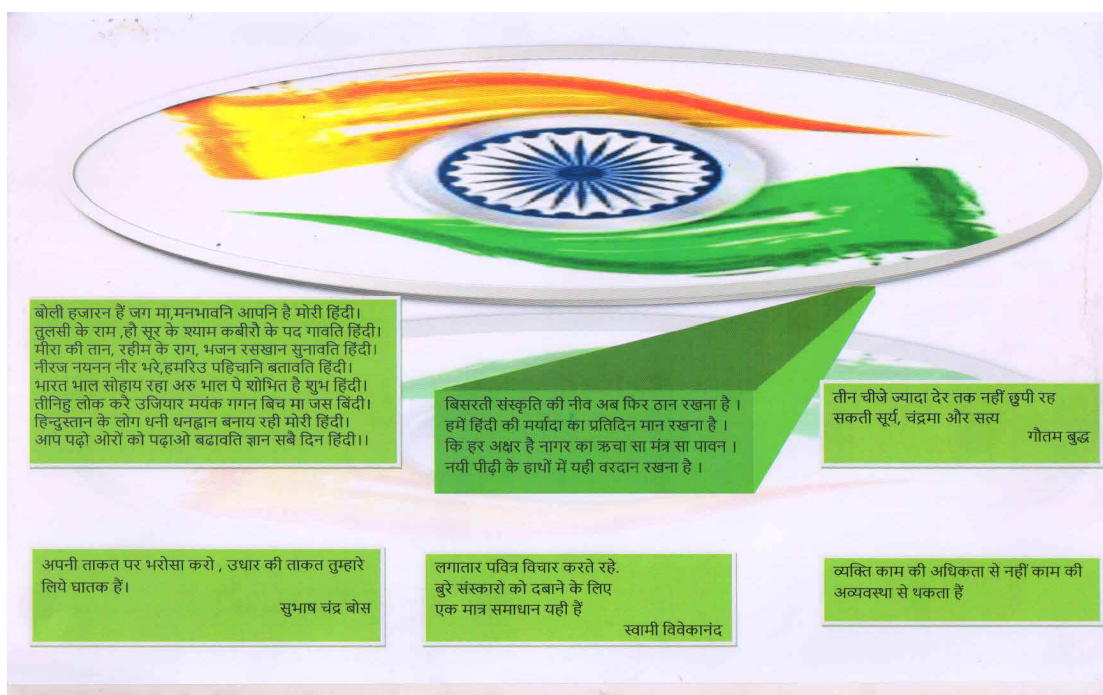 बोली हजारन हैं जग मा,मनभावनि आपनि है मोरी हिंदी।
तुलसी के राम ,हौ सूर के श्याम कबीरौ के पद गावति हिंदी।
मीरा की तान, रहीम के राग, भजन रसखान सुनावति हिंदी।
नीरज नयनन नीर भरे,हमरिउ पहिचानि बतावति हिंदी।
भारत भाल सोहाय रहा अरु भाल पे शोभित है शुभ हिंदी।
तीनिहु लोक करै उजियार मयंक गगन बिच मा जस बिंदी।
हिन्दुस्तान के लोग धनी धनह्वान बनाय रही मोरी हिंदी।
आप पढ़ो ओरों को पढ़ाओ बढावति ज्ञान सबै दिन हिंदी।।
बिसरती संस्कृति की नीव अब फिर ठान रखना है ।
हमें हिंदी की मर्यादा का प्रतिदिन मान रखना है ।
कि हर अक्षर है नागर का ऋचा सा मंत्र सा पावन ।
नयी पीढ़ी के हाथों में यही वरदान रखना है ।
तीन चीजे ज्यादा देर तक नहीं छुपी रह
सकती सूर्य, चंद्रमा और सत्य
गौतम बुद्ध
अपनी ताकत पर भरोसा करो , उधार की ताकत तुम्हारे
लिये घातक हैं।
सुभाष चंद्र बोस
लगातार पवित्र विचार करते रहे.
बुरे संस्कारो को दबाने के लिए
एक मात्र समाधान यही हैं
स्वामी विवेकानंद
व्यक्ति काम की अधिकता से नहीं काम की
अव्यवस्था से थकता हैं